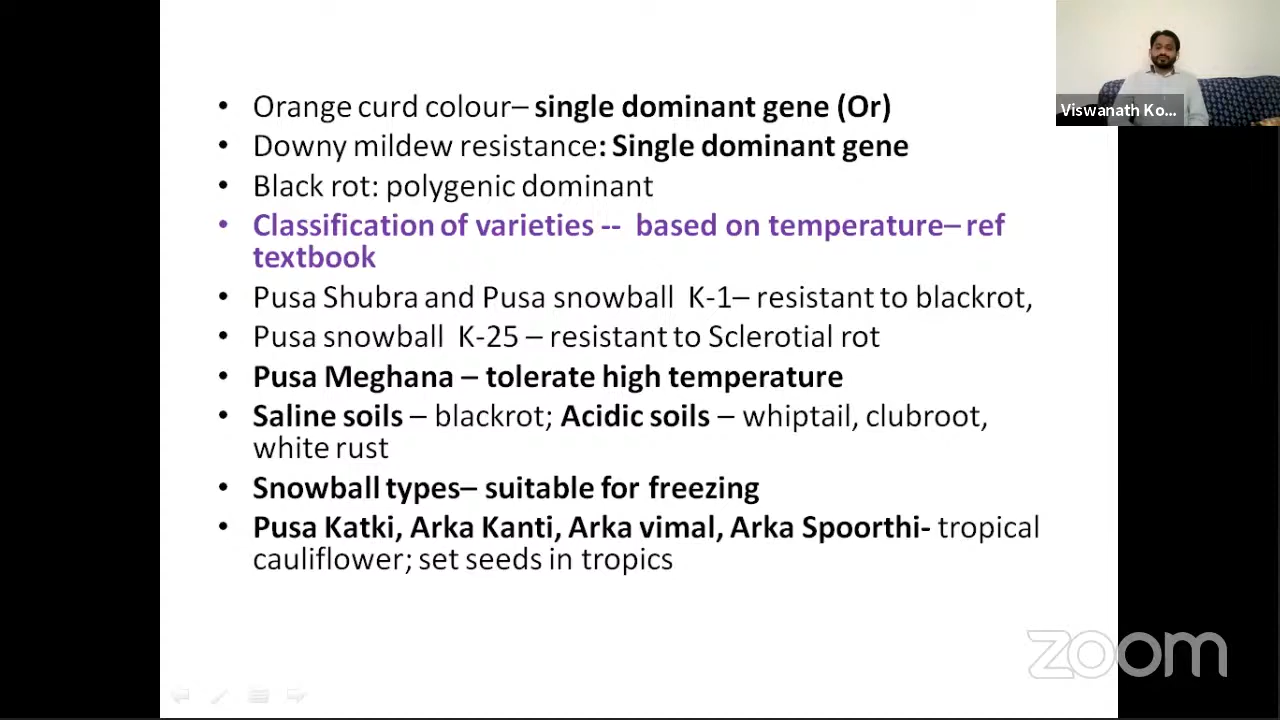 Viswanath Ko...
• Orange curd colour– single dominant gene (Or)
• Downy mildew resistance: Single dominant gene
• Black rot: polygenic dominant
• Classification of varieties -- based on temperature– ref
textbook
• Pusa Shubra and Pusa snowball K-1– resistant to blackrot,
• Pusa snowball K-25 – resistant to Sclerotial rot
• Pusa Meghana – tolerate high temperature
• Saline soils – blackrot; Acidic soils – whiptail, clubroot,
white rust
• Snowball types– suitable for freezing
• Pusa Katki, Arka Kanti, Arka vimal, Arka Spoorthi- tropical
cauliflower; set seeds in tropics
zoom